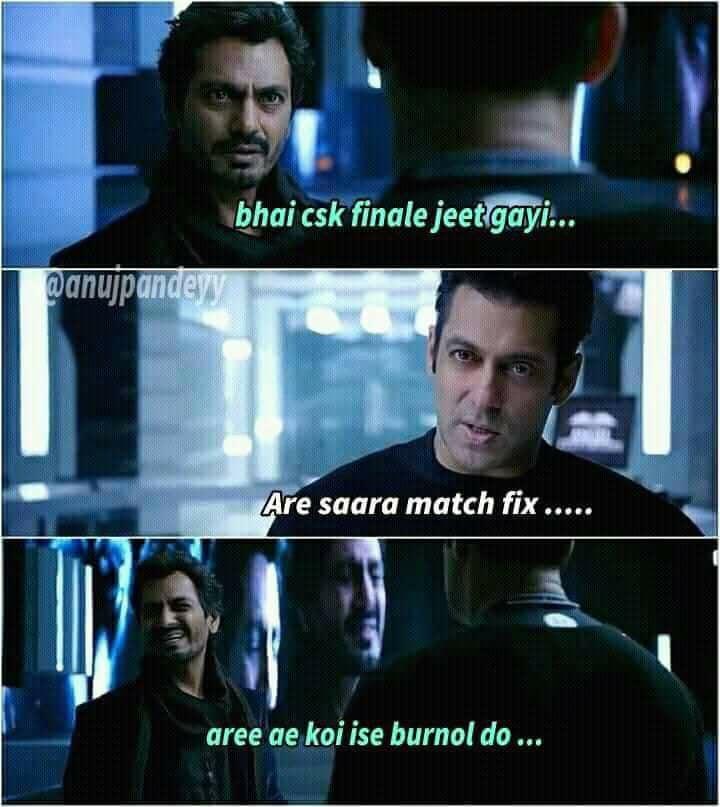 bhai csk finale jeet gayi...
@anujpandeyy
Are saara match fix .....
aree ae koi ise burnol do ...